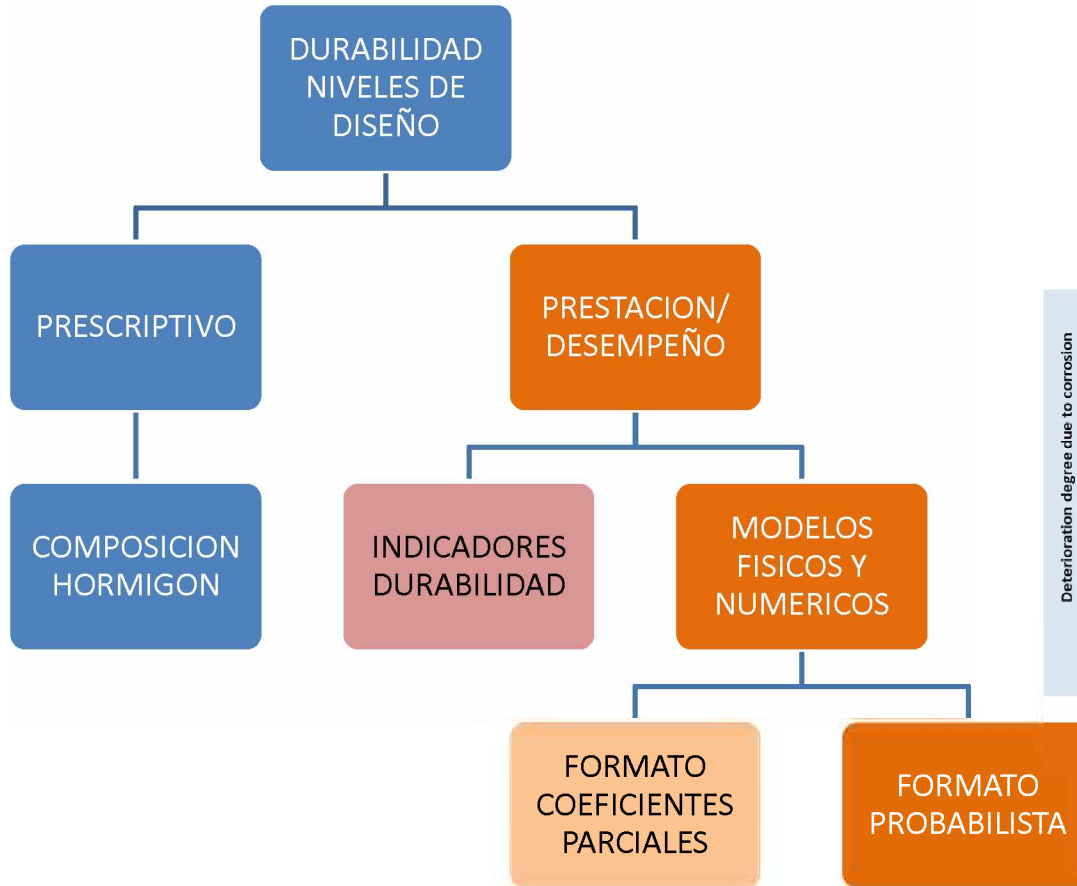 DURABILIDAD
NIVELES DE
DISEÑO
PRESCRIPTIVO
PRESTACION/
DESEMPEÑO
COMPOSICION
HORMIGON
INDICADORES
DURABILIDAD
MODELOS
FISICOS Y
NUMERICOS
FORMATO
COEFICIENTES
PARCIALES
FORMATO
PROBABILISTA
Deterioration degree due to corrosion